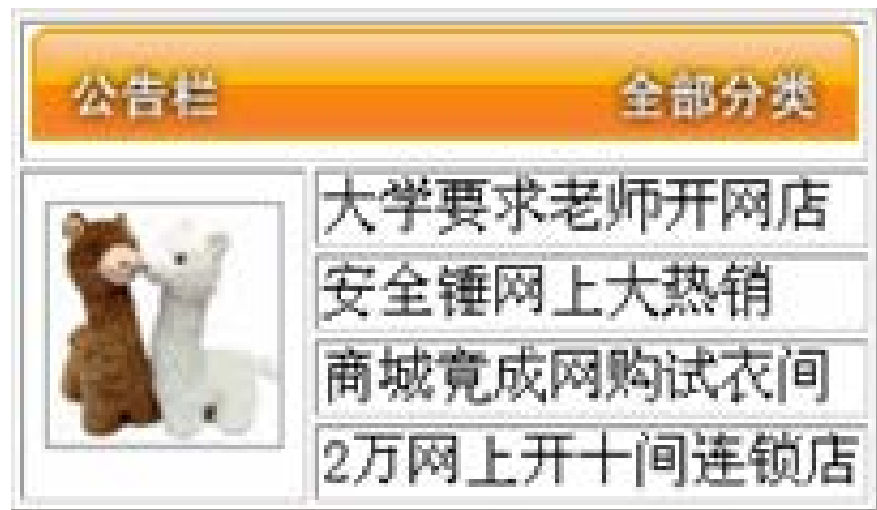 公告栏 全部分类
大学要求老师开网店
安全锤网上大热销
商城竟成网购试衣间
2万网上开十间连锁店